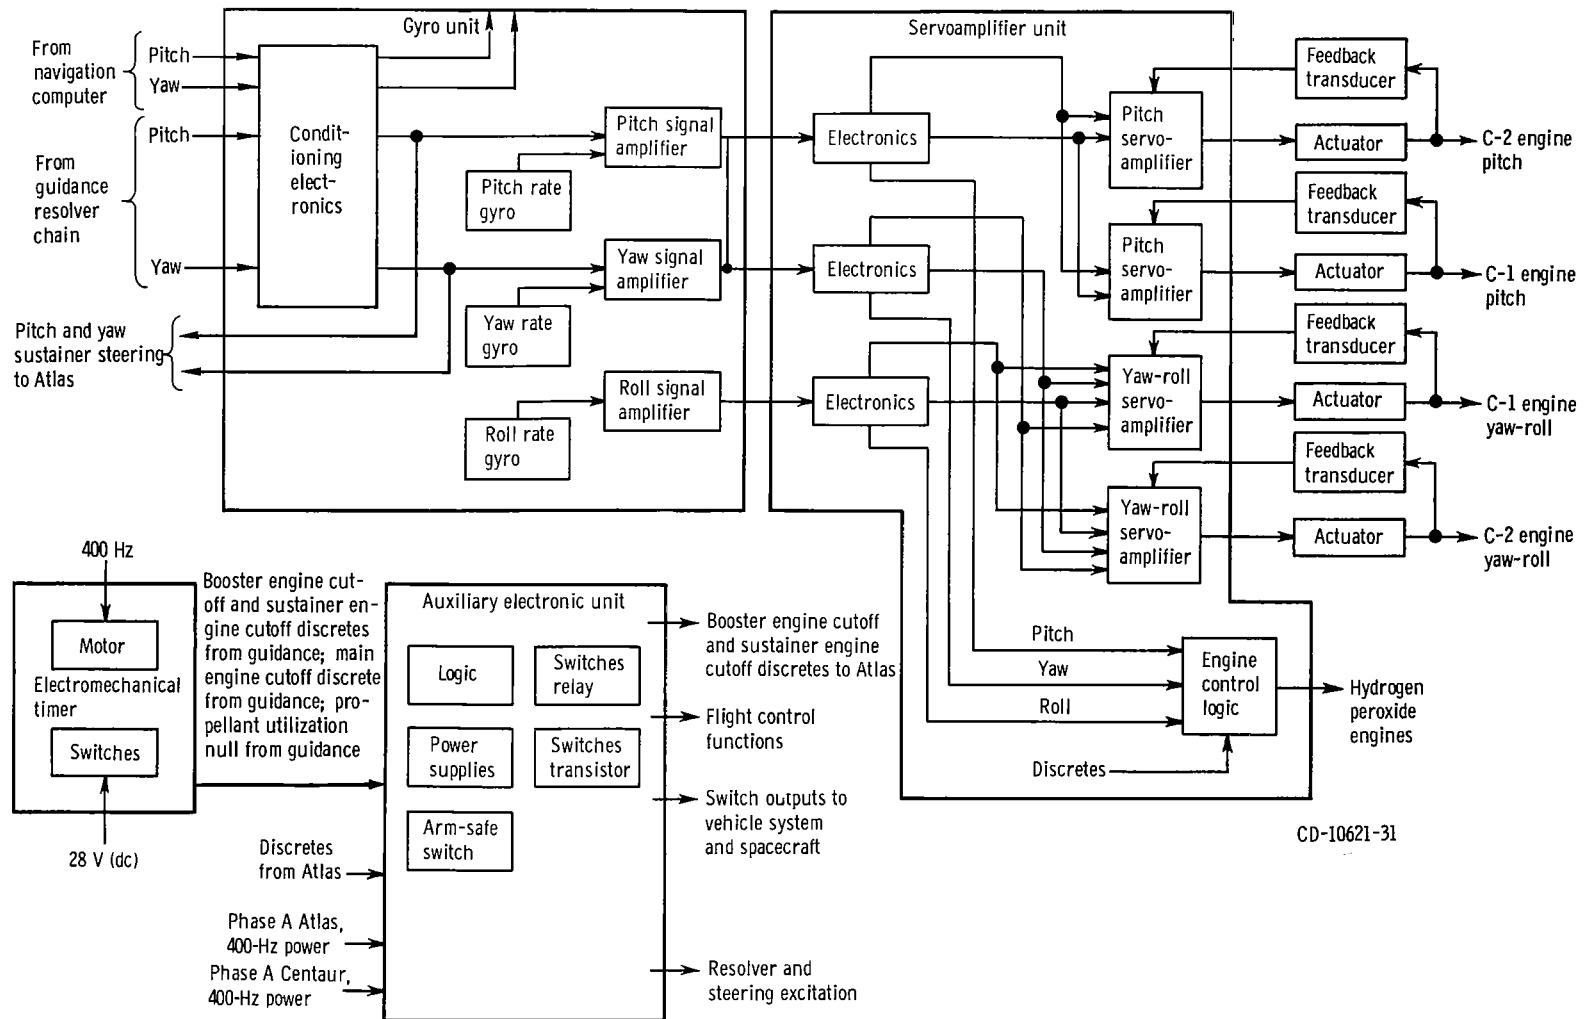 Gyro unit
From
navigation
computer
Pitch
Yaw
From
guidance
resolver
chain
Pitch
Yaw
Condit-
ioning
elect-
ronics
Pitch signal
amplifier
Pitch rate
gyro
Yaw signal
amplifier
Yaw rate
gyro
Roll signal
amplifier
Roll rate
gyro
Pitch and yaw
sustainer steering
to Atlas
Servoamplifier unit
Electronics
Electronics
Electronics
Pitch
servo-
amplifier
Pitch
servo-
amplifier
Yaw-roll
servo-
amplifier
Yaw-roll
servo-
amplifier
Feedback
transducer
Actuator
C-2 engine
pitch
Feedback
transducer
Actuator
C-1 engine
pitch
Feedback
transducer
Actuator
C-1 engine
yaw-roll
Feedback
transducer
Actuator
C-2 engine
yaw-roll
Pitch
Yaw
Roll
Discretes
Engine
control
logic
Hydrogen
peroxide
engines
400 Hz
Motor
Electromechanical
timer
Switches
28 V (dc)
Booster engine cut-
off and sustainer en-
gine cutoff discretes
from guidance; main
engine cutoff discrete
from guidance; pro-
pellant utilization
null from guidance
Discretes
from Atlas
Phase A Atlas,
400-Hz power
Phase A Centaur,
400-Hz power
Auxiliary electronic unit
Logic
Switches
relay
Power
supplies
Switches
transistor
Arm-safe
switch
Booster engine cutoff
and sustainer engine
cutoff discretes to Atlas
Flight control
functions
Switch outputs to
vehicle system
and spacecraft
Resolver and
steering excitation
CD-10621-31